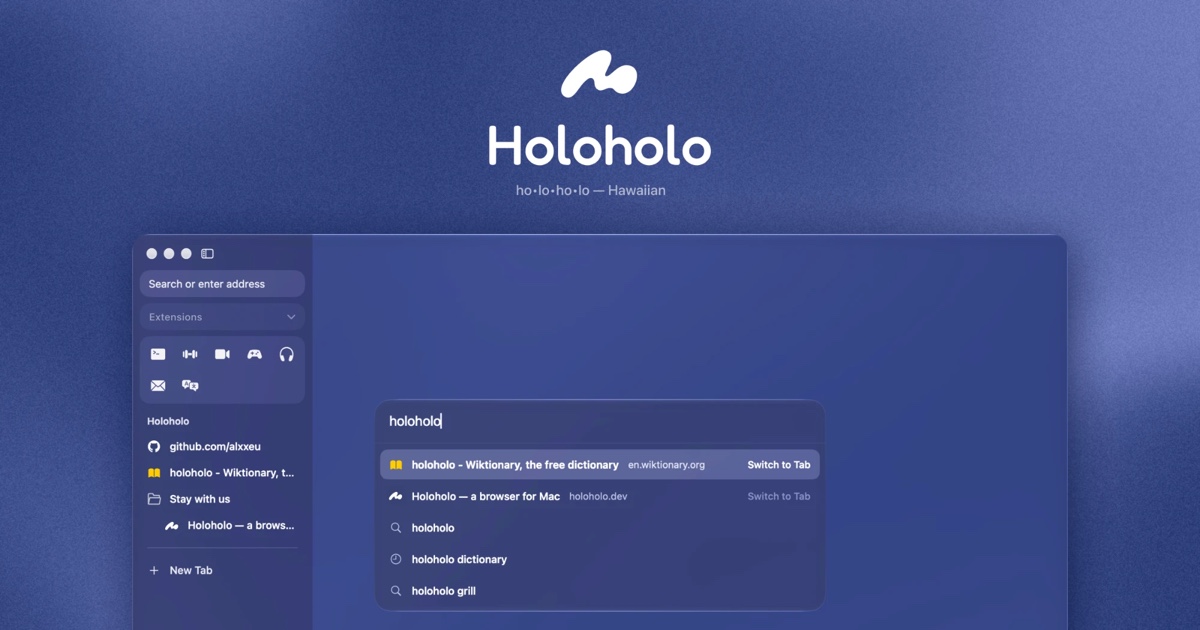 Holoholo
ho•lo•ho•lo — Hawaiian
Search or enter address
Extensions
Holoholo
github.com/alxxeu
holoholo - Wiktionary, t...
Stay with us
Holoholo — a brows...
New Tab
holoholo
holoholo - Wiktionary, the free dictionary en.wiktionary.org Switch to Tab
Holoholo — a browser for Mac holoholo.dev Switch to Tab
holoholo
holoholo dictionary
holoholo grill